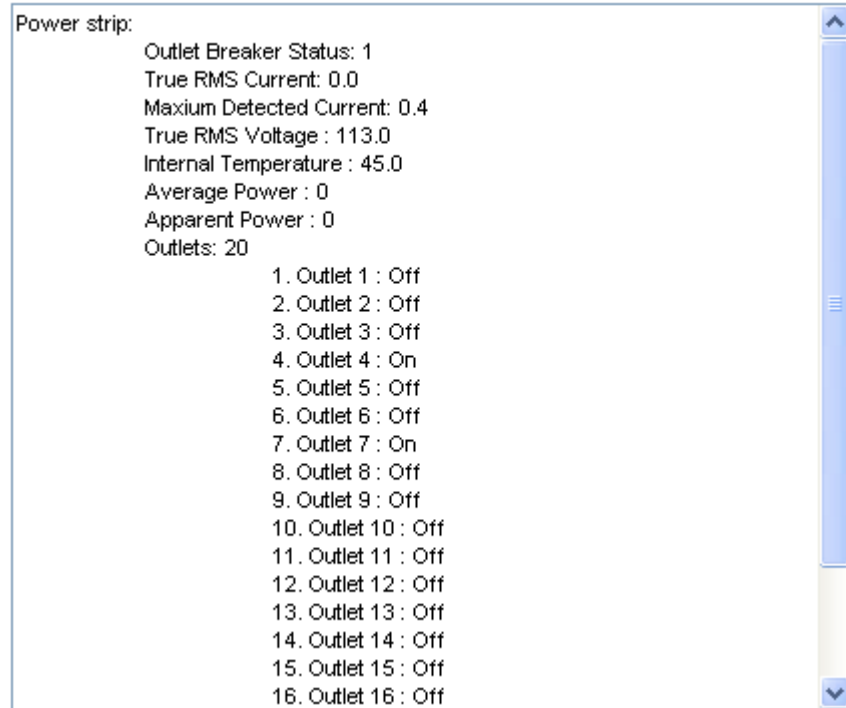 Power strip:
Outlet Breaker Status: 1
True RMS Current: 0.0
Maxium Detected Current: 0.4
True RMS Voltage : 113.0
Internal Temperature : 45.0
Average Power : 0
Apparent Power : 0
Outlets: 20
1. Outlet 1 : Off
2. Outlet 2 : Off
3. Outlet 3 : Off
4. Outlet 4 : On
5. Outlet 5 : Off
6. Outlet 6 : Off
7. Outlet 7 : On
8. Outlet 8 : Off
9. Outlet 9 : Off
10. Outlet 10 : Off
11. Outlet 11 : Off
12. Outlet 12 : Off
13. Outlet 13 : Off
14. Outlet 14 : Off
15. Outlet 15 : Off
16. Outlet 16 : Off